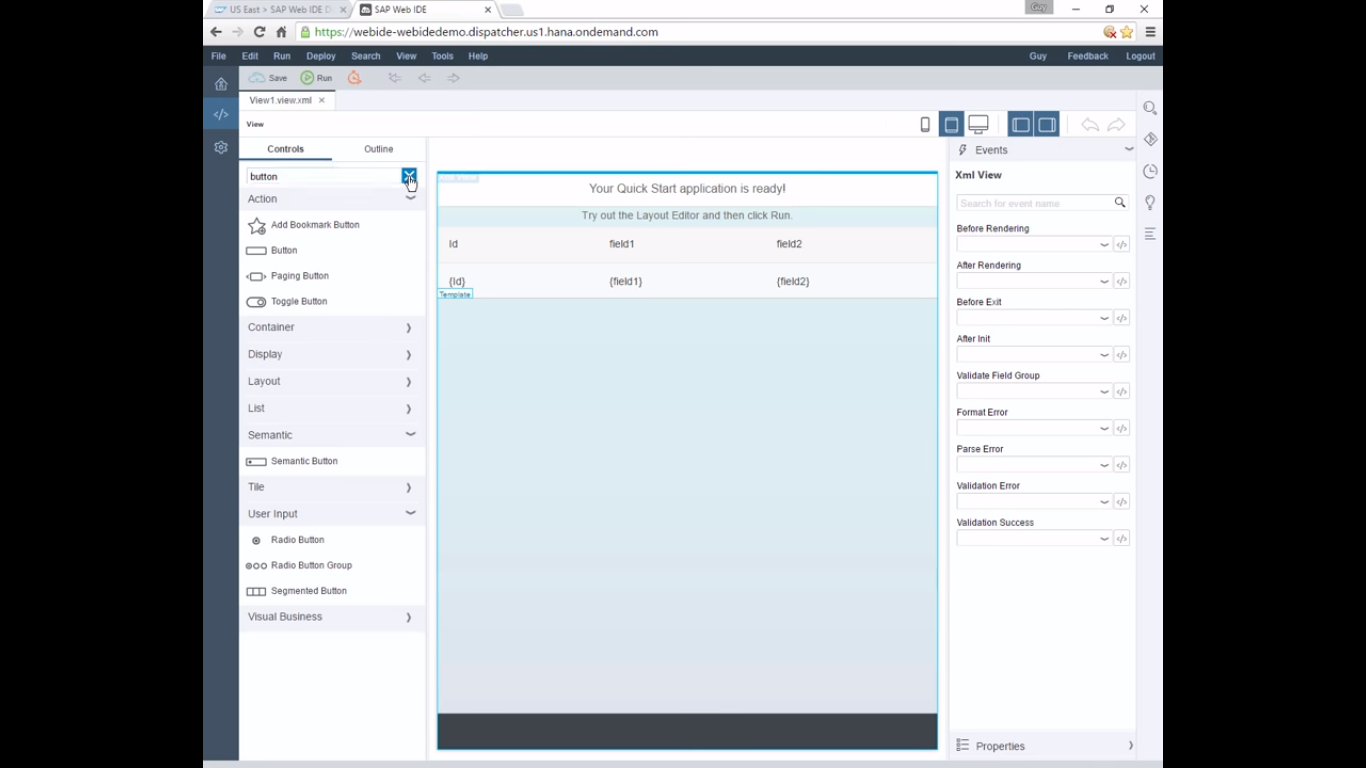 US East > SAP Web IDE D
SAP Web IDE
Guy
https://webide-webidedemo.dispatcher.us1.hana.ondemand.com
File Edit Run Deploy Search View Tools Help
Guy Feedback Logout
Save Run
View1.view.xml
View
Controls Outline
button
Action
Add Bookmark Button
Button
Paging Button
Toggle Button
Container
Display
Layout
List
Semantic
Semantic Button
Tile
User Input
Radio Button
Radio Button Group
Segmented Button
Visual Business
Your Quick Start application is ready!
Try out the Layout Editor and then click Run.
Id field1 field2
{Id} {field1} {field2}
Template
Events
Xml View
Search for event name
Before Rendering
After Rendering
Before Exit
After Init
Validate Field Group
Format Error
Parse Error
Validation Error
Validation Success
Properties